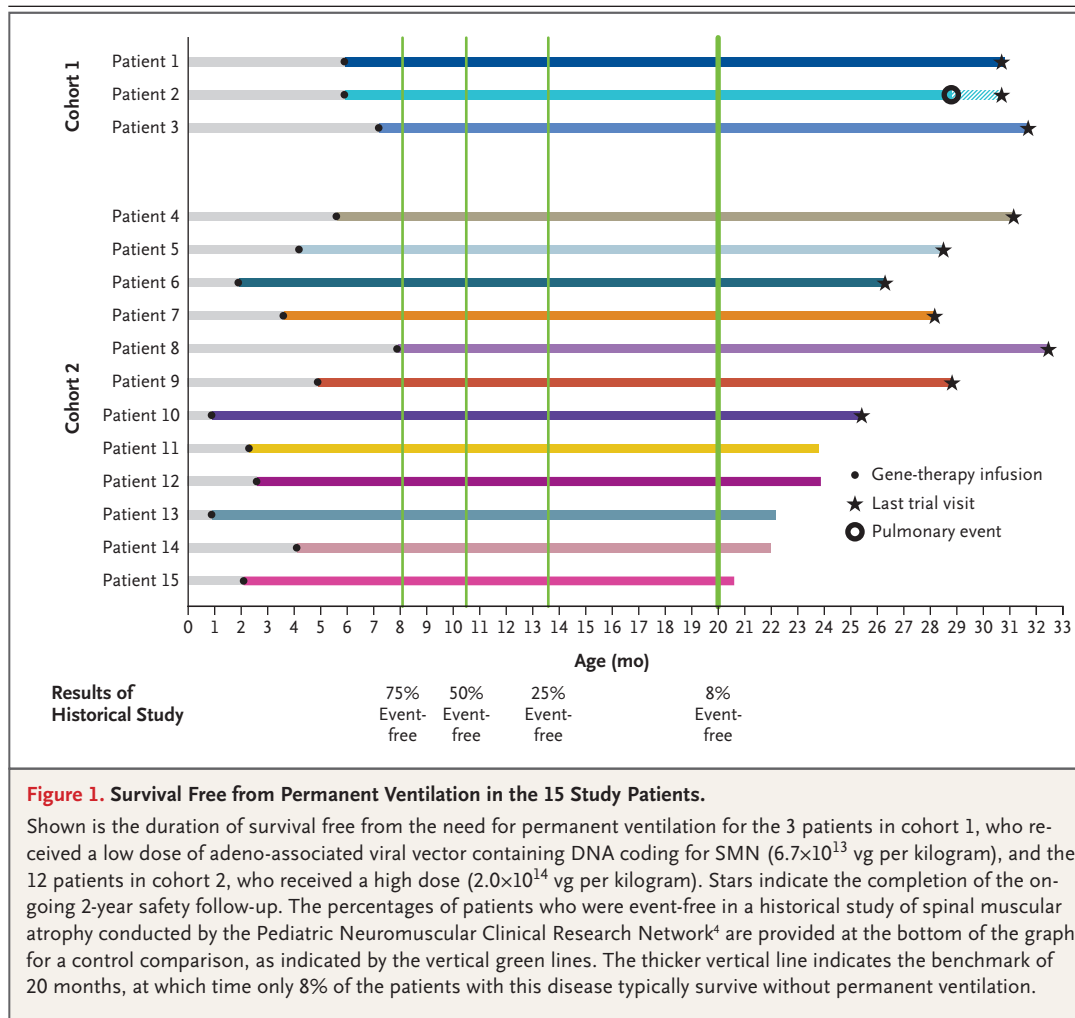 Cohort 1
Patient 1
Patient 2
Patient 3
Cohort 2
Patient 4
Patient 5
Patient 6
Patient 7
Patient 8
Patient 9
Patient 10
Patient 11
Patient 12
Patient 13
Patient 14
Patient 15
Gene-therapy infusion
Last trial visit
Pulmonary event
0 1 2 3 4 5 6 7 8 9 10 11 12 13 14 15 16 17 18 19 20 21 22 23 24 25 26 27 28 29 30 31 32 33
Age (mo)
Results of
Historical Study
75%
Event-
free
50%
Event-
free
25%
Event-
free
8%
Event-
free
Figure 1. Survival Free from Permanent Ventilation in the 15 Study Patients.
Shown is the duration of survival free from the need for permanent ventilation for the 3 patients in cohort 1, who re-
ceived a low dose of adeno-associated viral vector containing DNA coding for SMN (6.7×10¹³ vg per kilogram), and the
12 patients in cohort 2, who received a high dose (2.0×10¹⁴ vg per kilogram). Stars indicate the completion of the on-
going 2-year safety follow-up. The percentages of patients who were event-free in a historical study of spinal muscular
atrophy conducted by the Pediatric Neuromuscular Clinical Research Network⁴ are provided at the bottom of the graph
for a control comparison, as indicated by the vertical green lines. The thicker vertical line indicates the benchmark of
20 months, at which time only 8% of the patients with this disease typically survive without permanent ventilation.